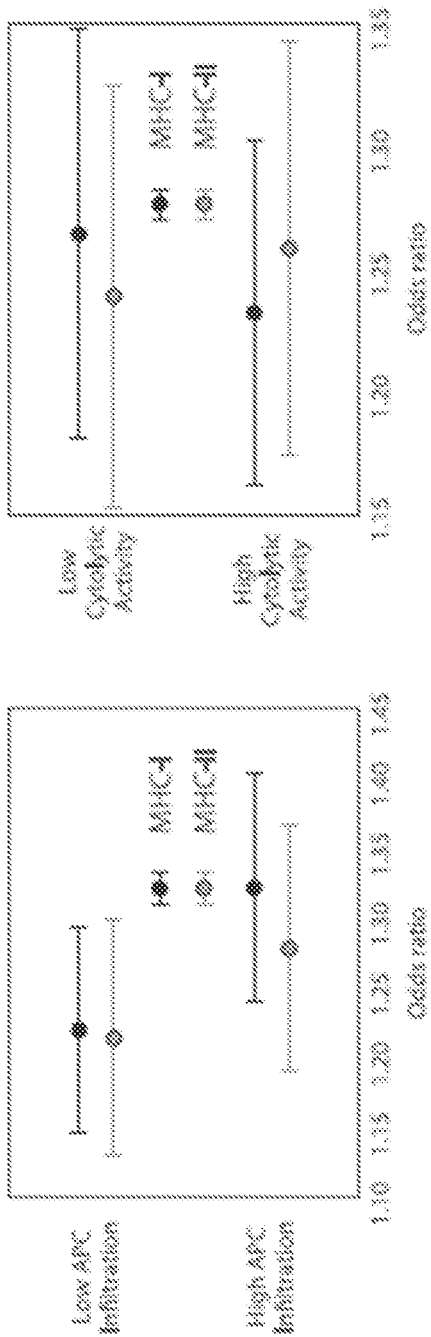 Low APC
Infiltration
High APC
Infiltration
MHC-I
MHC-II
1.10 1.15 1.20 1.25 1.30 1.35 1.40 1.45
Odds ratio
Low
Cytolytic
Activity
High
Cytolytic
Activity
MHC-I
MHC-II
1.15 1.20 1.25 1.30 1.35
Odds ratio